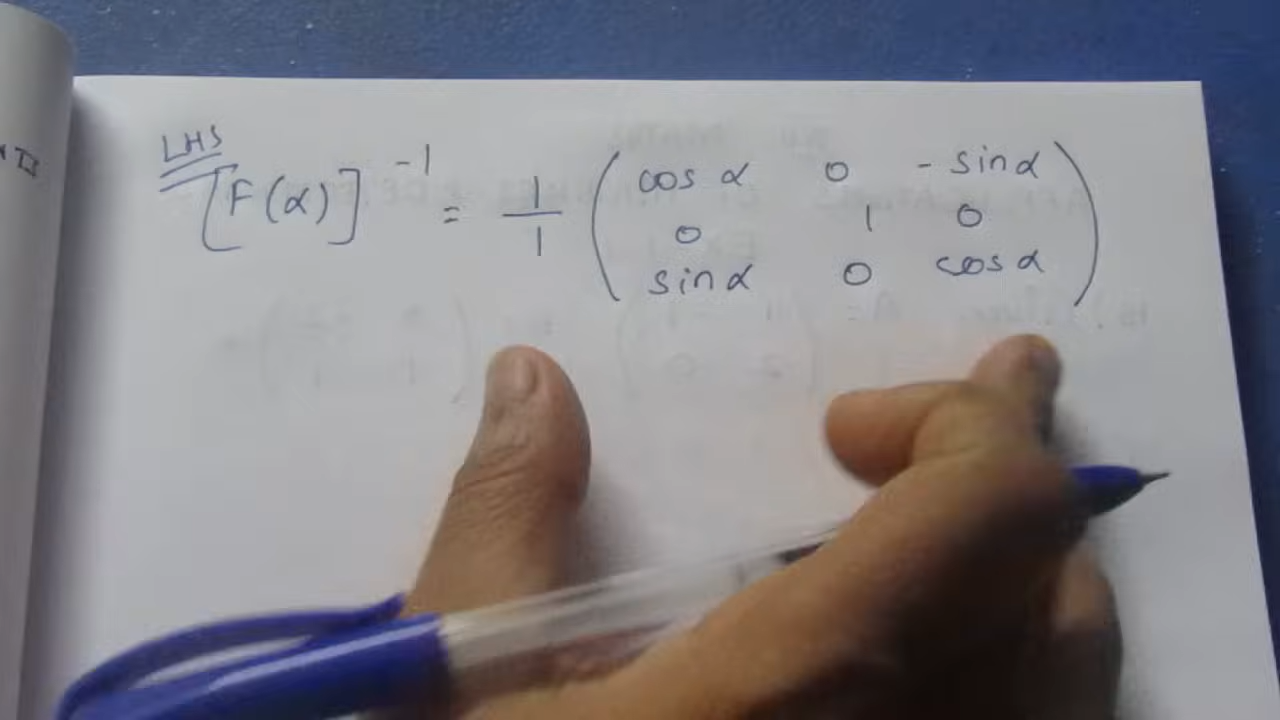 LHS
[F(α)]⁻¹ = 1/1 ( cos α 0 - sin α
0 1 0
sin α 0 cos α )